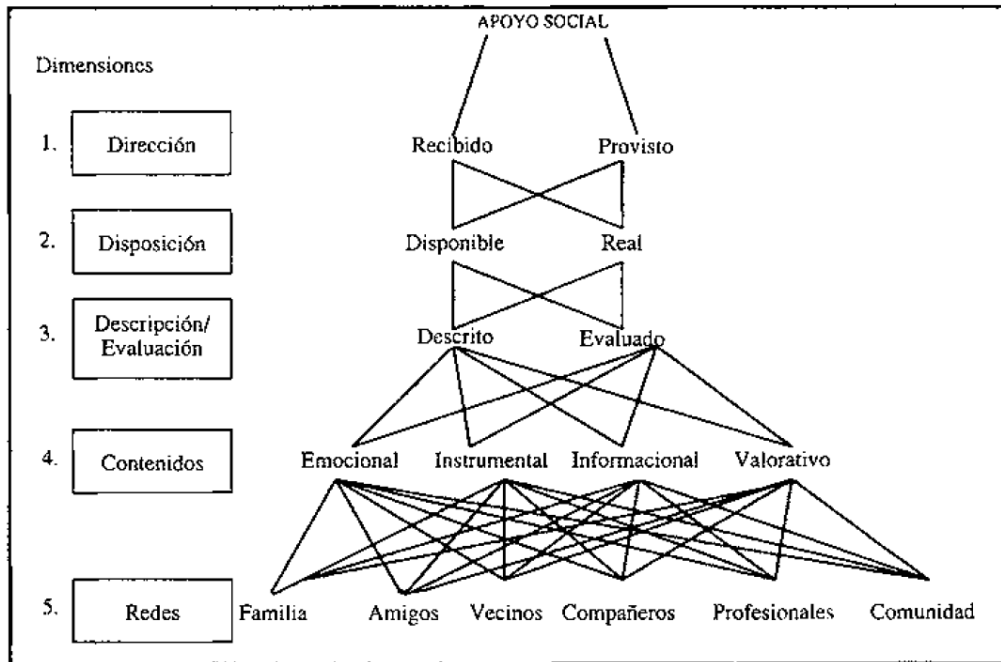 APOYO SOCIAL
Dimensiones
1. Dirección Recibido Provisto
2. Disposición Disponible Real
3. Descripción/
Evaluación Descrito Evaluado
4. Contenidos Emocional Instrumental Informacional Valorativo
5. Redes Familia Amigos Vecinos Compañeros Profesionales Comunidad